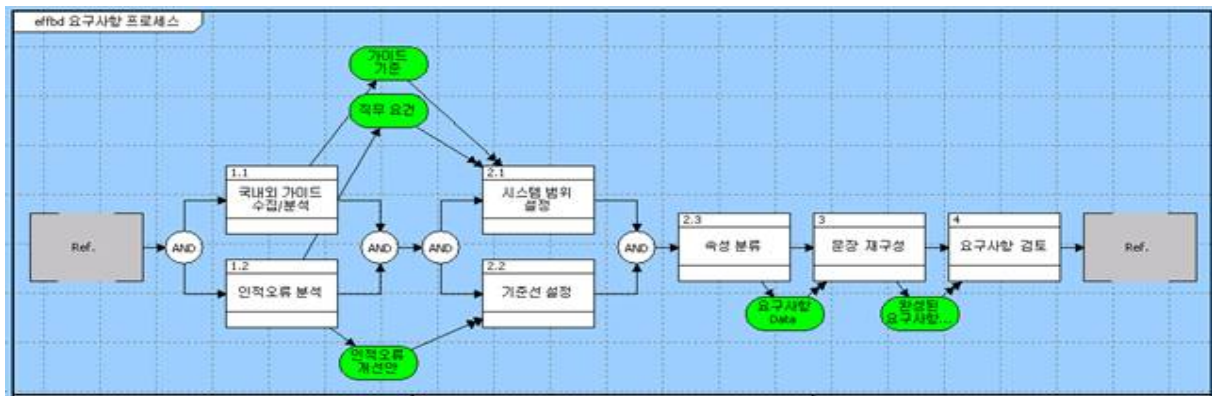 effbd 요구사항 프로세스
가이드
기준
직무 요건
1.1
국내외 가이드
수집/분석
2.1
시스템 범위
설정
Ref.
AND
AND
AND
AND
2.3
속성 분류
3
문장 재구성
4
요구사항 검토
Ref.
1.2
인적오류 분석
2.2
기준선 설정
요구사항
Data
완성된
요구사항...
인적오류
개선안